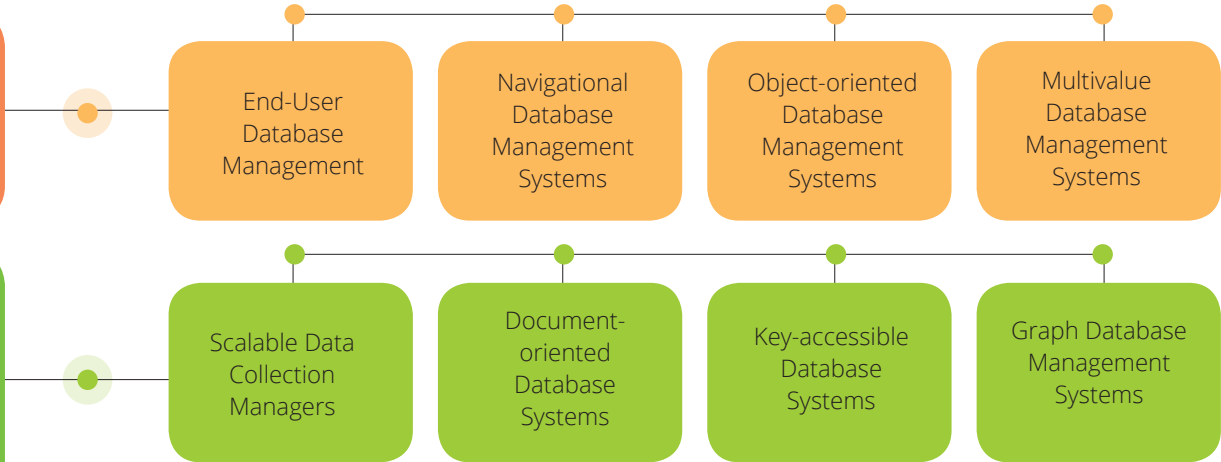 End-User
Database
Management
Navigational
Database
Management
Systems
Object-oriented
Database
Management
Systems
Multivalue
Database
Management
Systems
Scalable Data
Collection
Managers
Document-
oriented
Database
Systems
Key-accessible
Database
Systems
Graph Database
Management
Systems